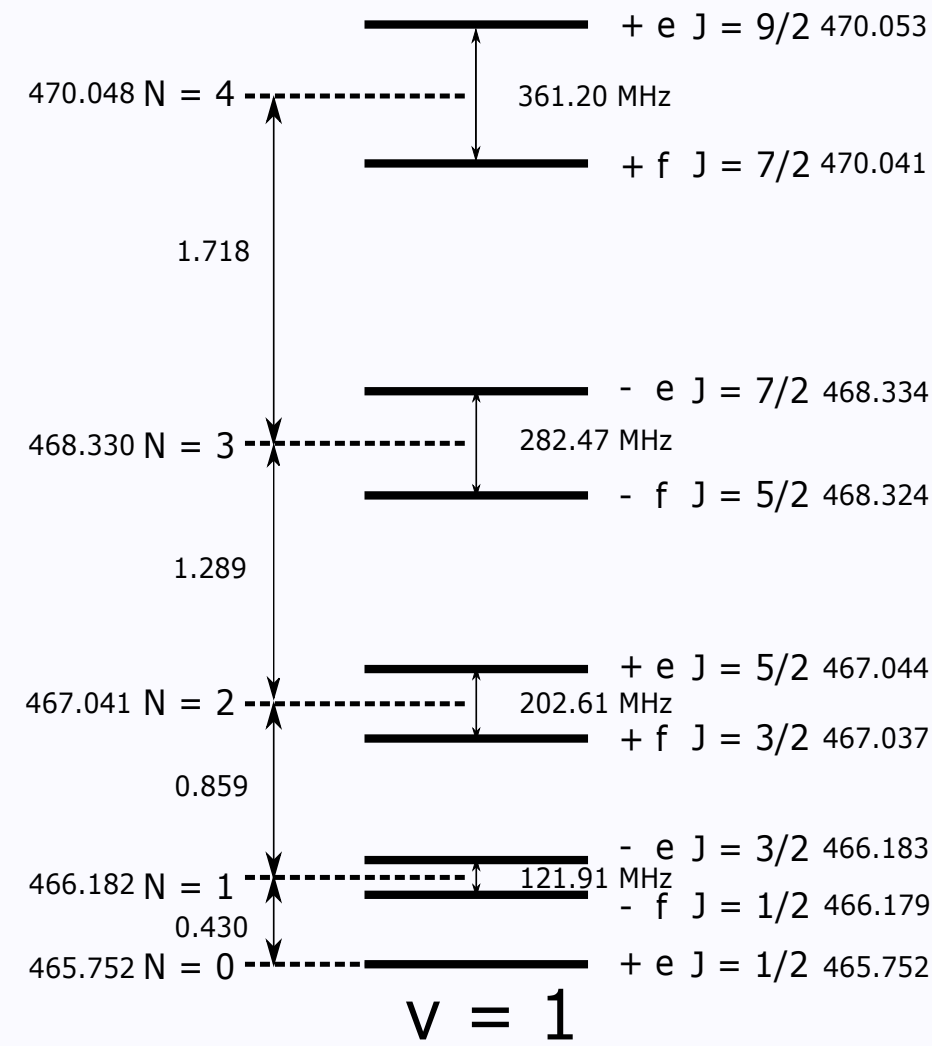 + e J = 9/2 470.053
470.048 N = 4
361.20 MHz
+ f J = 7/2 470.041
1.718
- e J = 7/2 468.334
468.330 N = 3
282.47 MHz
- f J = 5/2 468.324
1.289
+ e J = 5/2 467.044
467.041 N = 2
202.61 MHz
+ f J = 3/2 467.037
0.859
- e J = 3/2 466.183
466.182 N = 1
121.91 MHz
- f J = 1/2 466.179
0.430
465.752 N = 0
+ e J = 1/2 465.752
v = 1